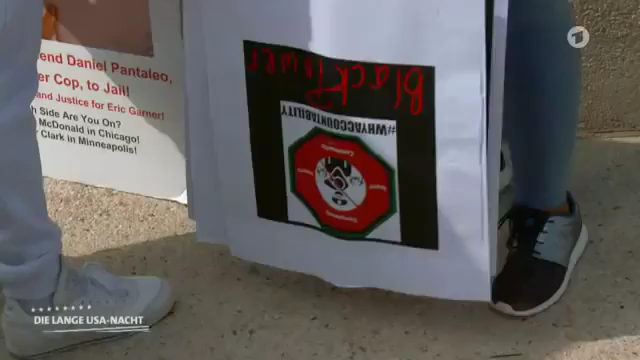 end Daniel Pantaleo,
er Cop, to Jail!
and Justice for Eric Garner!
h Side Are You On?
McDonald in Chicago!
Clark in Minneapolis!
#WHYACCOUNTABILITY
Black Power
DIE LANGE USA-NACHT